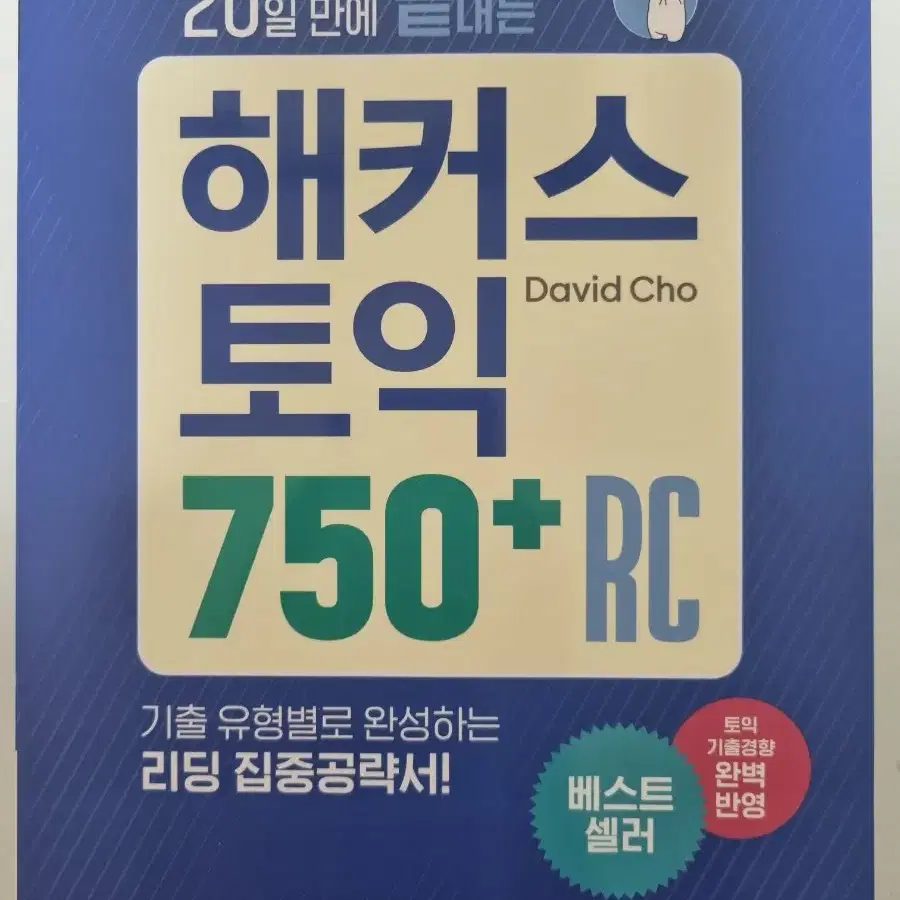 20일 만에 끝내는
해커스
David Cho
토익
750+ RC
기출 유형별로 완성하는
리딩 집중공략서!
토익
기출경향
완벽
반영
베스트
셀러